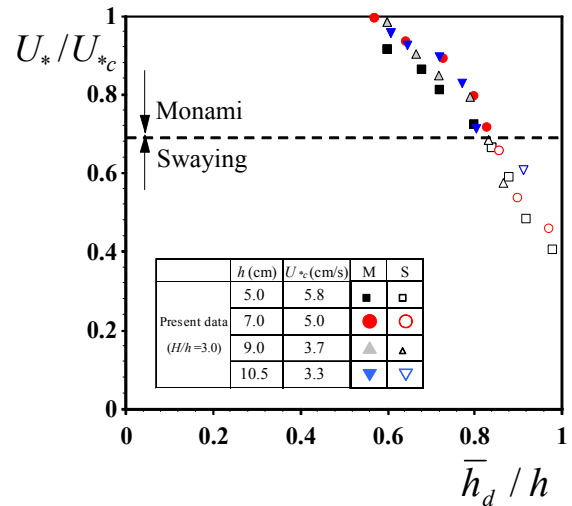 U* / U*c
1
0.8
0.6
0.4
0.2
0
Monami
Swaying
h (cm) U*c (cm/s) M S
Present data
(H/h=3.0)
5.0 5.8
7.0 5.0
9.0 3.7
10.5 3.3
0 0.2 0.4 0.6 0.8 1
h̅d / h